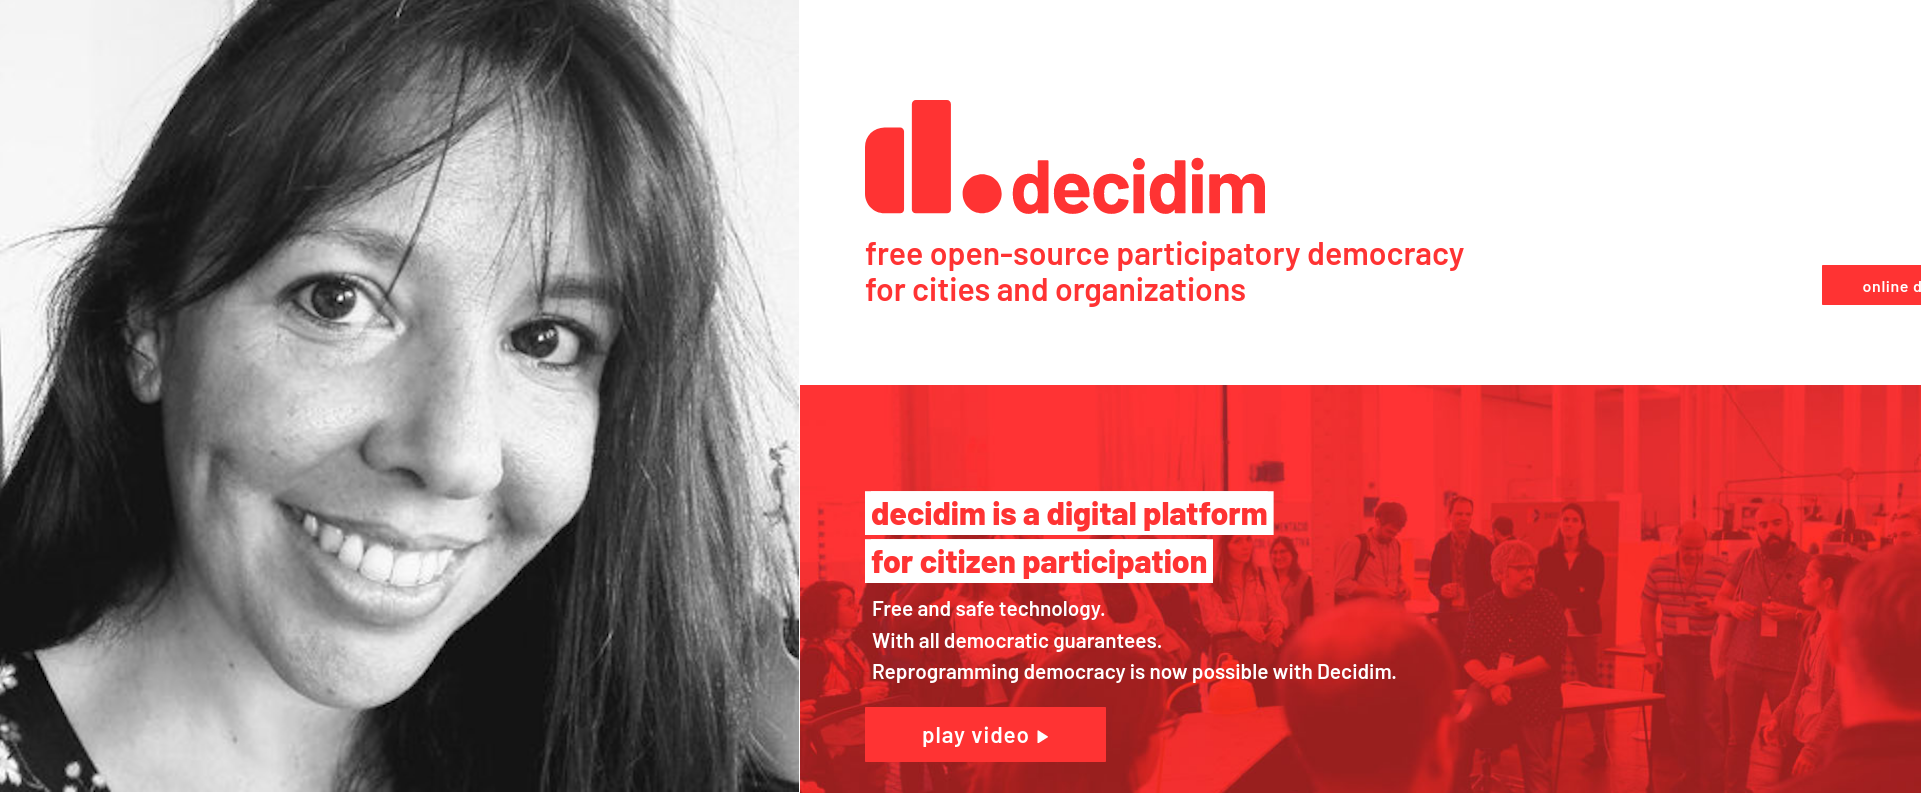 decidim
free open-source participatory democracy
for cities and organizations
online d
decidim is a digital platform
for citizen participation
Free and safe technology.
With all democratic guarantees.
Reprogramming democracy is now possible with Decidim.
play video